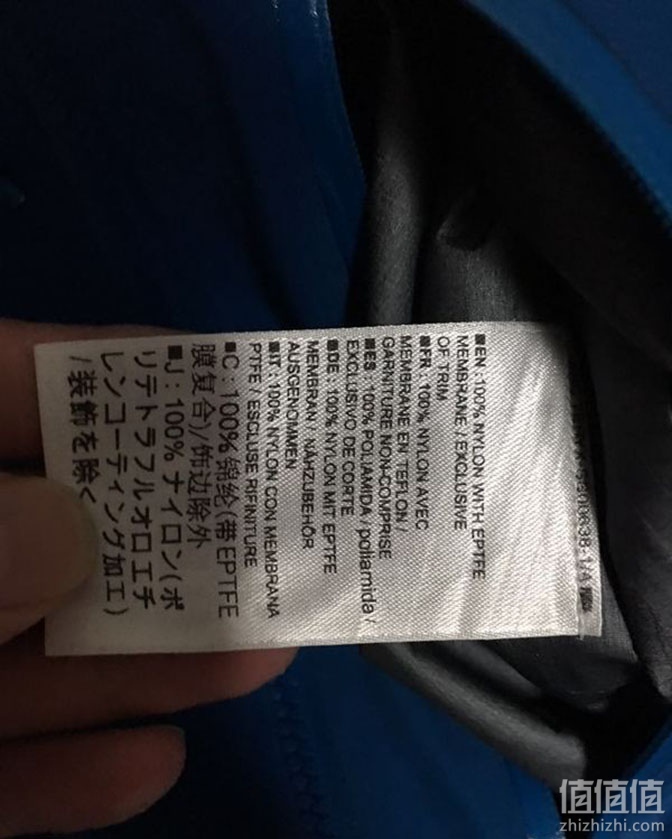 ■EN : 100% NYLON WITH EPTFE
MEMBRANE / EXCLUSIVE
OF TRIM
■FR : 100% NYLON AVEC
MEMBRANE EN TEFLON /
GARNITURE NON-COMPRISE
■ES : 100% POLIAMIDA / poliamida /
EXCLUSIVO DE CORTE
■DE : 100% NYLON MIT EPTFE
MEMBRAN / NÄHZUBEHÖR
AUSGENOMMEN
■IT : 100% NYLON CON MEMBRANA
PTFE / ESCLUSE RIFINITURE
■C : 100%锦纶(带 EPTFE
膜复合)/饰边除外
■J : 100% ナイロン(ポ
リテトラフルオロエチ
レンコーティング加工)
/装飾を除く
值值值
zhizhizhi.com